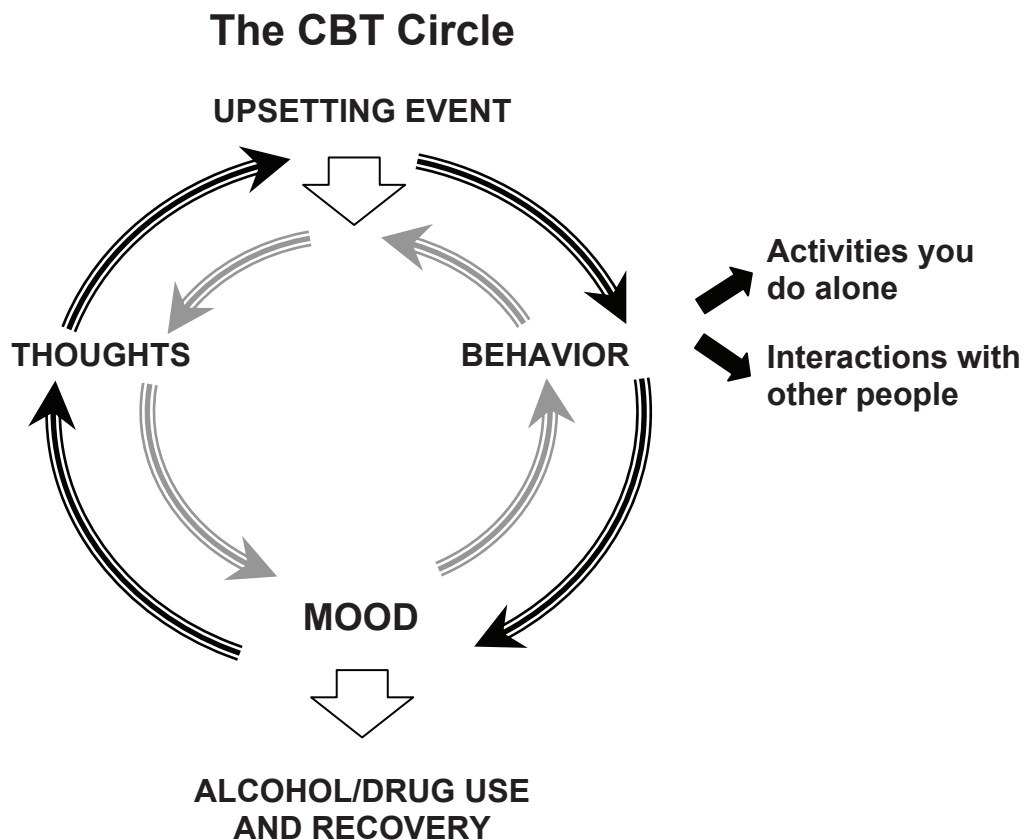 The CBT Circle
UPSETTING EVENT
Activities you
do alone
THOUGHTS
BEHAVIOR
Interactions with
other people
MOOD
ALCOHOL/DRUG USE
AND RECOVERY